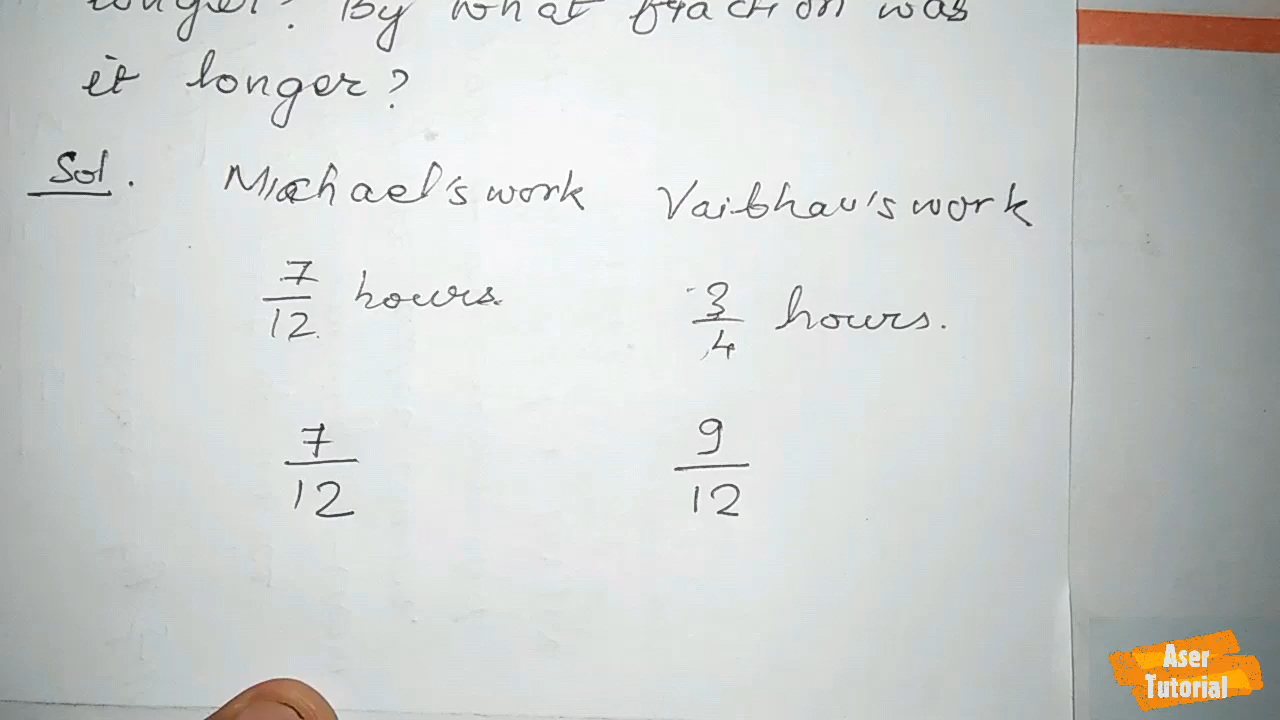 longer? By what fraction was
it longer?
Sol. Michael's work Vaibhav's work
7/12 hours. 3/4 hours.
7/12 9/12
Aser
Tutorial